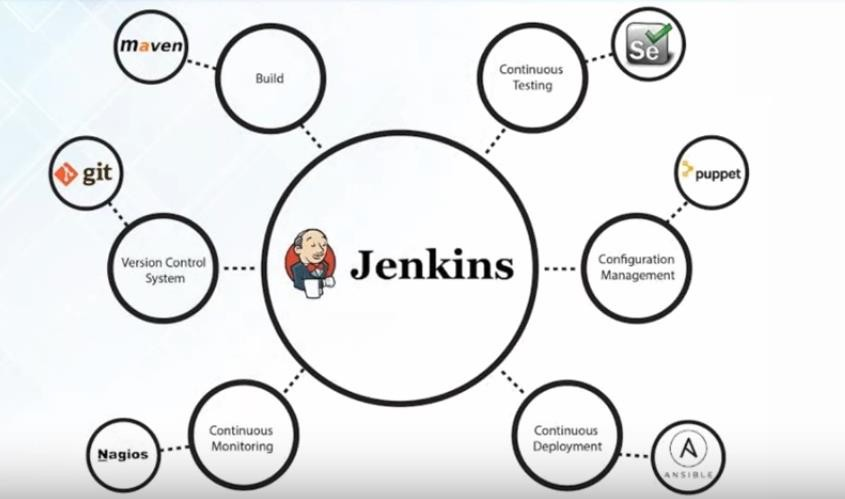 maven
Build
Continuous
Testing
Se
git
Version Control
System
Jenkins
puppet
Configuration
Management
Continuous
Monitoring
Nagios
Continuous
Deployment
A
ANSIBLE